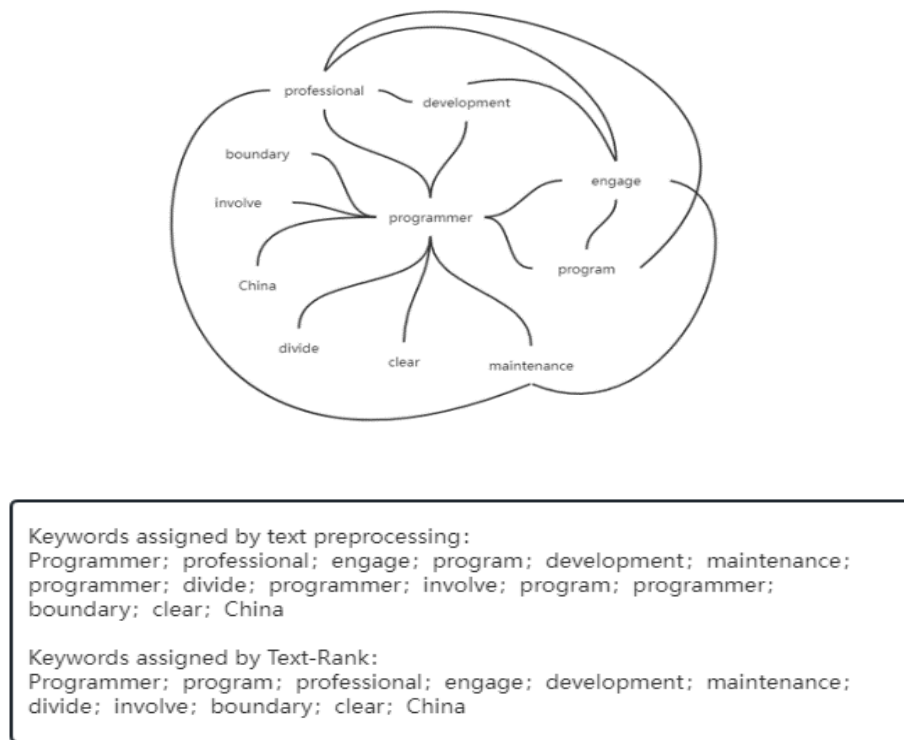 professional
development
boundary
engage
involve
programmer
program
China
divide
clear
maintenance
Keywords assigned by text preprocessing:
Programmer; professional; engage; program; development; maintenance;
programmer; divide; programmer; involve; program; programmer;
boundary; clear; China
Keywords assigned by Text-Rank:
Programmer; program; professional; engage; development; maintenance;
divide; involve; boundary; clear; China